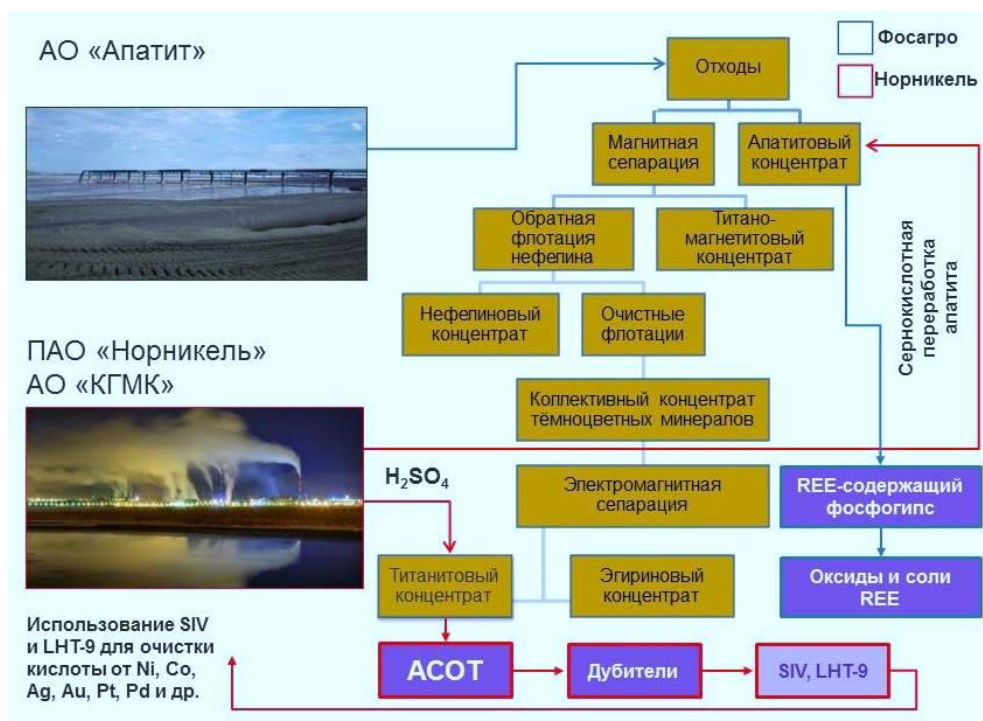 АО «Апатит»
Фосагро
Норникель
Отходы
Магнитная
сепарация
Апатитовый
концентрат
Обратная
флотация
нефелина
Титано-
магнетитовый
концентрат
Сернокислотная
переработка
апатита
Нефелиновый
концентрат
Очистные
флотации
ПАО «Норникель»
АО «КГМК»
Коллективный концентрат
тёмноцветных минералов
H₂SO₄
Электромагнитная
сепарация
REE-содержащий
фосфогипс
Титанитовый
концентрат
Эгириновый
концентрат
Оксиды и соли
REE
Использование SIV
и LHT-9 для очистки
кислоты от Ni, Co,
Ag, Au, Pt, Pd и др.
АСОТ
Дубители
SIV, LHT-9